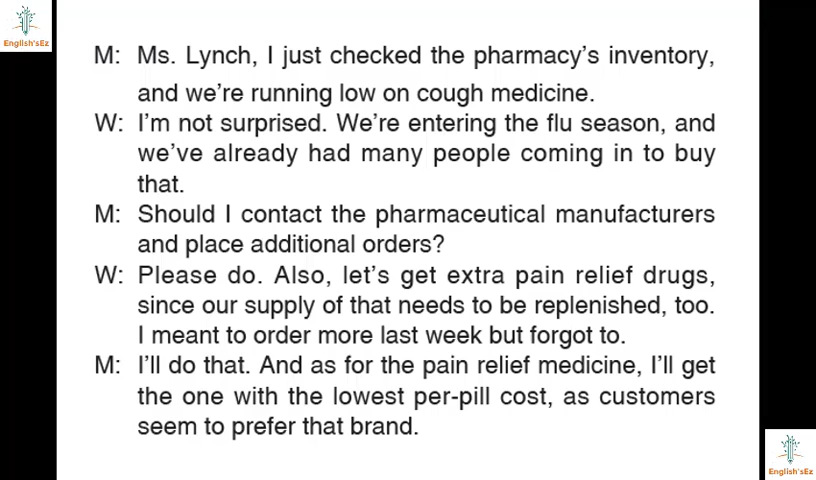 English'sEz
M: Ms. Lynch, I just checked the pharmacy's inventory,
and we're running low on cough medicine.
W: I'm not surprised. We're entering the flu season, and
we've already had many people coming in to buy
that.
M: Should I contact the pharmaceutical manufacturers
and place additional orders?
W: Please do. Also, let's get extra pain relief drugs,
since our supply of that needs to be replenished, too.
I meant to order more last week but forgot to.
M: I'll do that. And as for the pain relief medicine, I'll get
the one with the lowest per-pill cost, as customers
seem to prefer that brand.
English'sEz